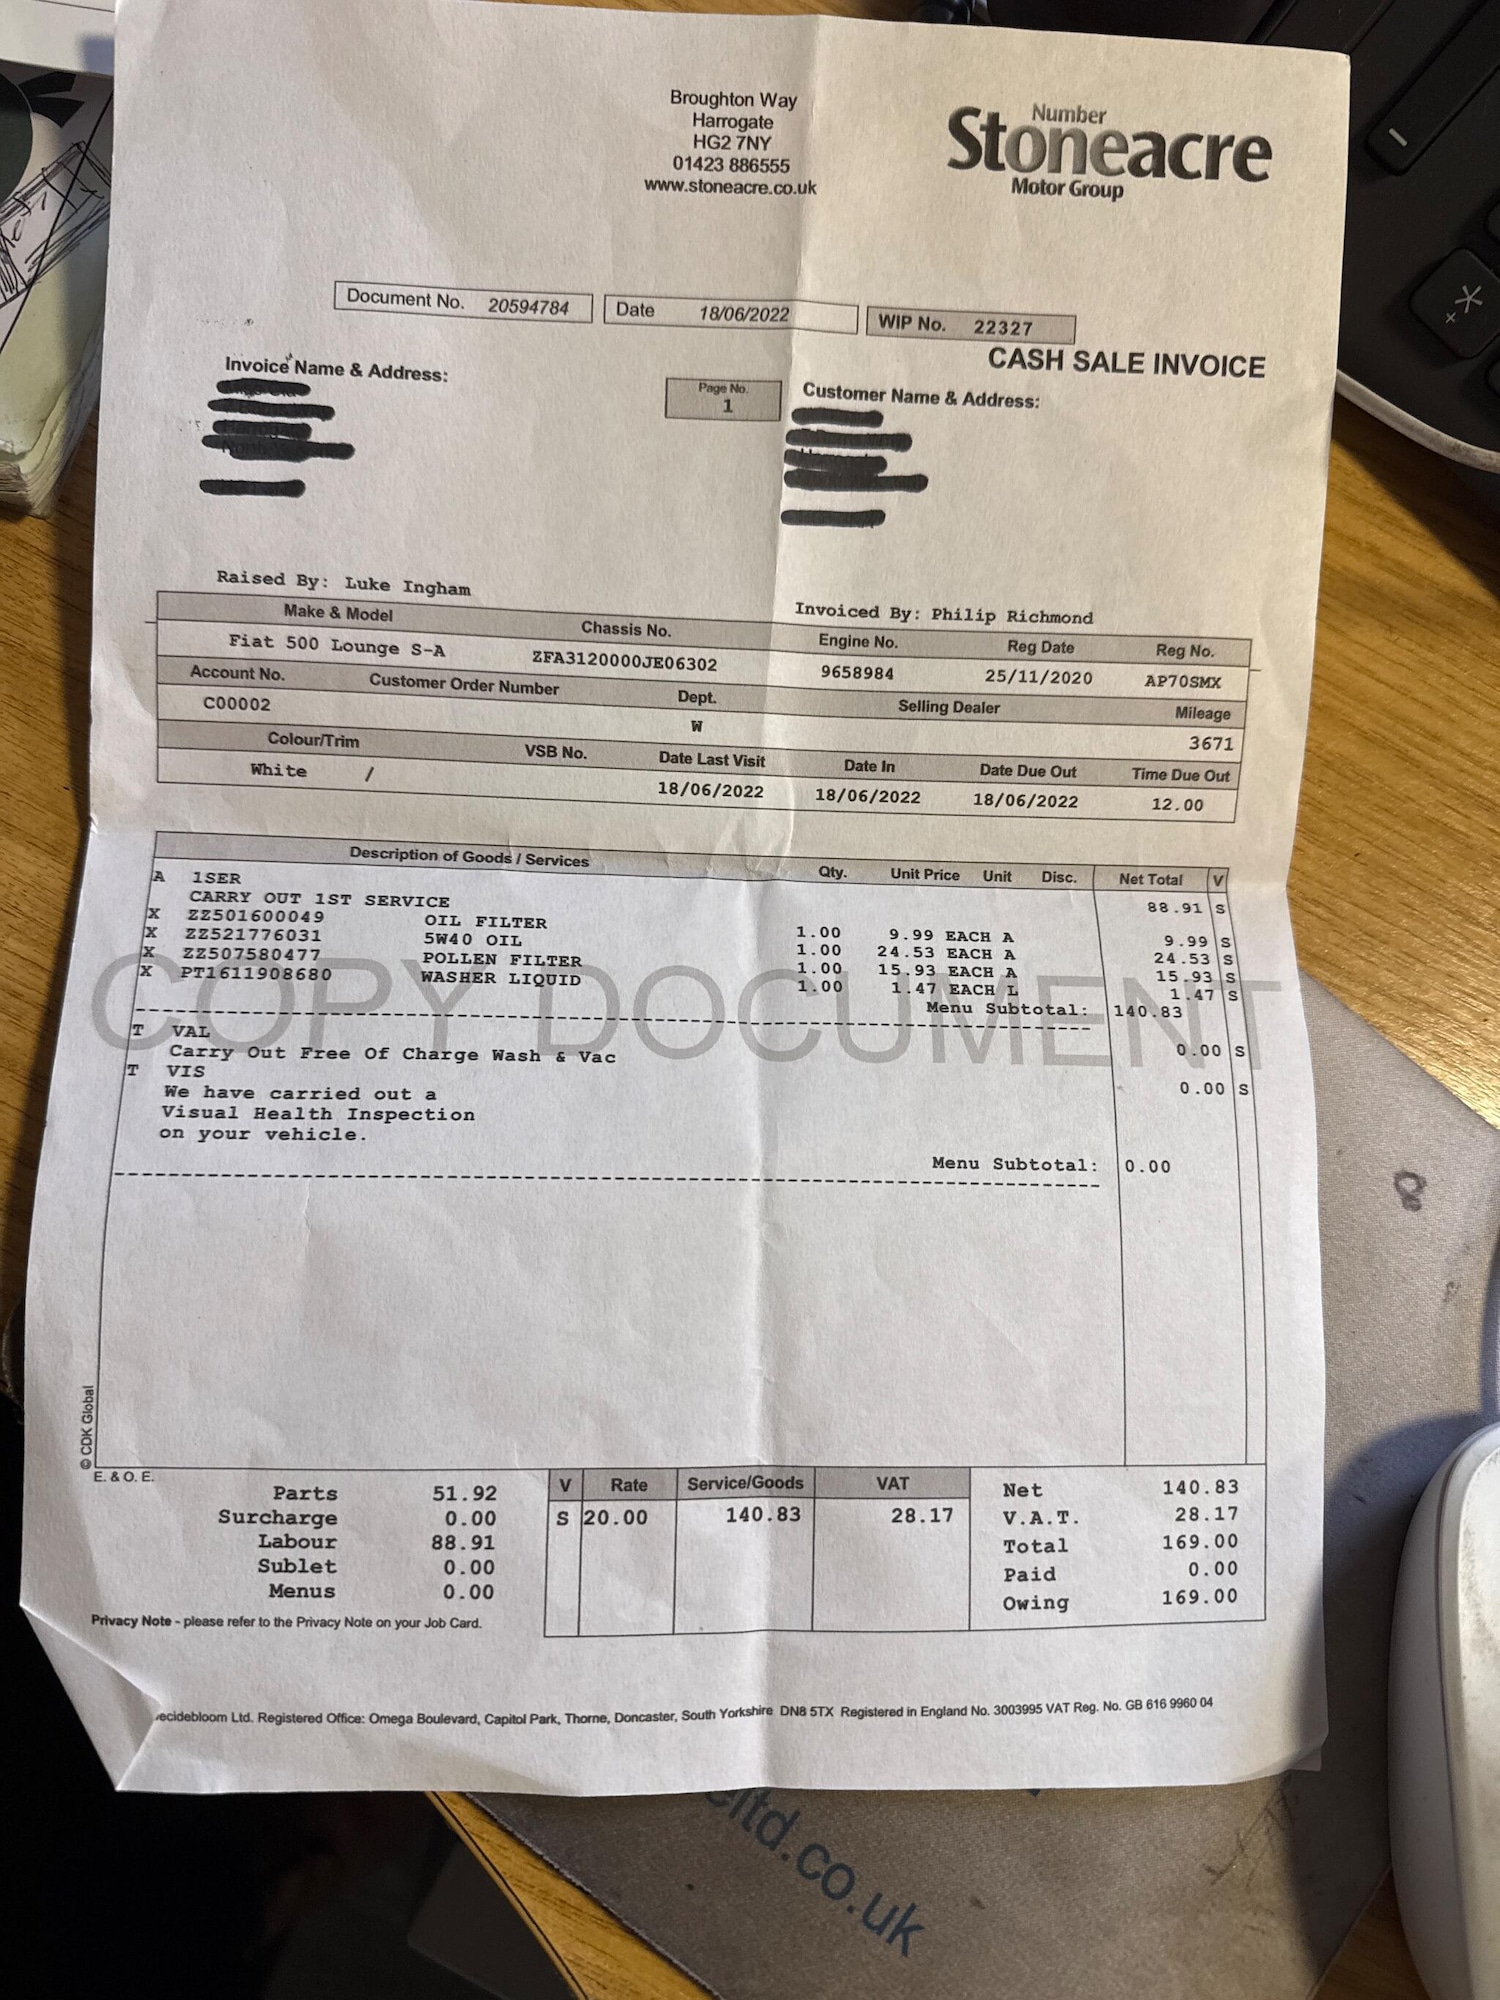 Broughton Way
Harrogate
HG2 7NY
01423 886555
www.stoneacre.co.uk
Number
Stoneacre
Motor Group
Document No. 20594784
Date 18/06/2022
WIP No. 22327
CASH SALE INVOICE
Invoice Name & Address:
Page No.
1
Customer Name & Address:
Raised By: Luke Ingham
Invoiced By: Philip Richmond
Make & Model Chassis No. Engine No. Reg Date Reg No.
Fiat 500 Lounge S-A ZFA3120000JE06302 9658984 25/11/2020 AP70SMX
Account No. Customer Order Number Dept. Selling Dealer Mileage
C00002 W 3671
Colour/Trim VSB No. Date Last Visit Date In Date Due Out Time Due Out
White / 18/06/2022 18/06/2022 18/06/2022 12.00
Description of Goods / Services Qty. Unit Price Unit Disc. Net Total V
A 1SER
CARRY OUT 1ST SERVICE 88.91 S
X ZZ501600049 OIL FILTER 1.00 9.99 EACH A 9.99 S
X ZZ521776031 5W40 OIL 1.00 24.53 EACH A 24.53 S
X ZZ507580477 POLLEN FILTER 1.00 15.93 EACH A 15.93 S
X PT1611908680 WASHER LIQUID 1.00 1.47 EACH L 1.47 S
Menu Subtotal: 140.83
COPY DOCUMENT
T VAL
Carry Out Free Of Charge Wash & Vac 0.00 S
T VIS
We have carried out a 0.00 S
Visual Health Inspection
on your vehicle.
Menu Subtotal: 0.00
© CDK Global
E. & O. E.
Parts 51.92
Surcharge 0.00
Labour 88.91
Sublet 0.00
Menus 0.00
V Rate Service/Goods VAT
S 20.00 140.83 28.17
Net 140.83
V.A.T. 28.17
Total 169.00
Paid 0.00
Owing 169.00
Privacy Note - please refer to the Privacy Note on your Job Card.
ecidebloom Ltd. Registered Office: Omega Boulevard, Capitol Park, Thorne, Doncaster, South Yorkshire DN8 5TX Registered in England No. 3003995 VAT Reg. No. GB 616 9960 04
ltd.co.uk